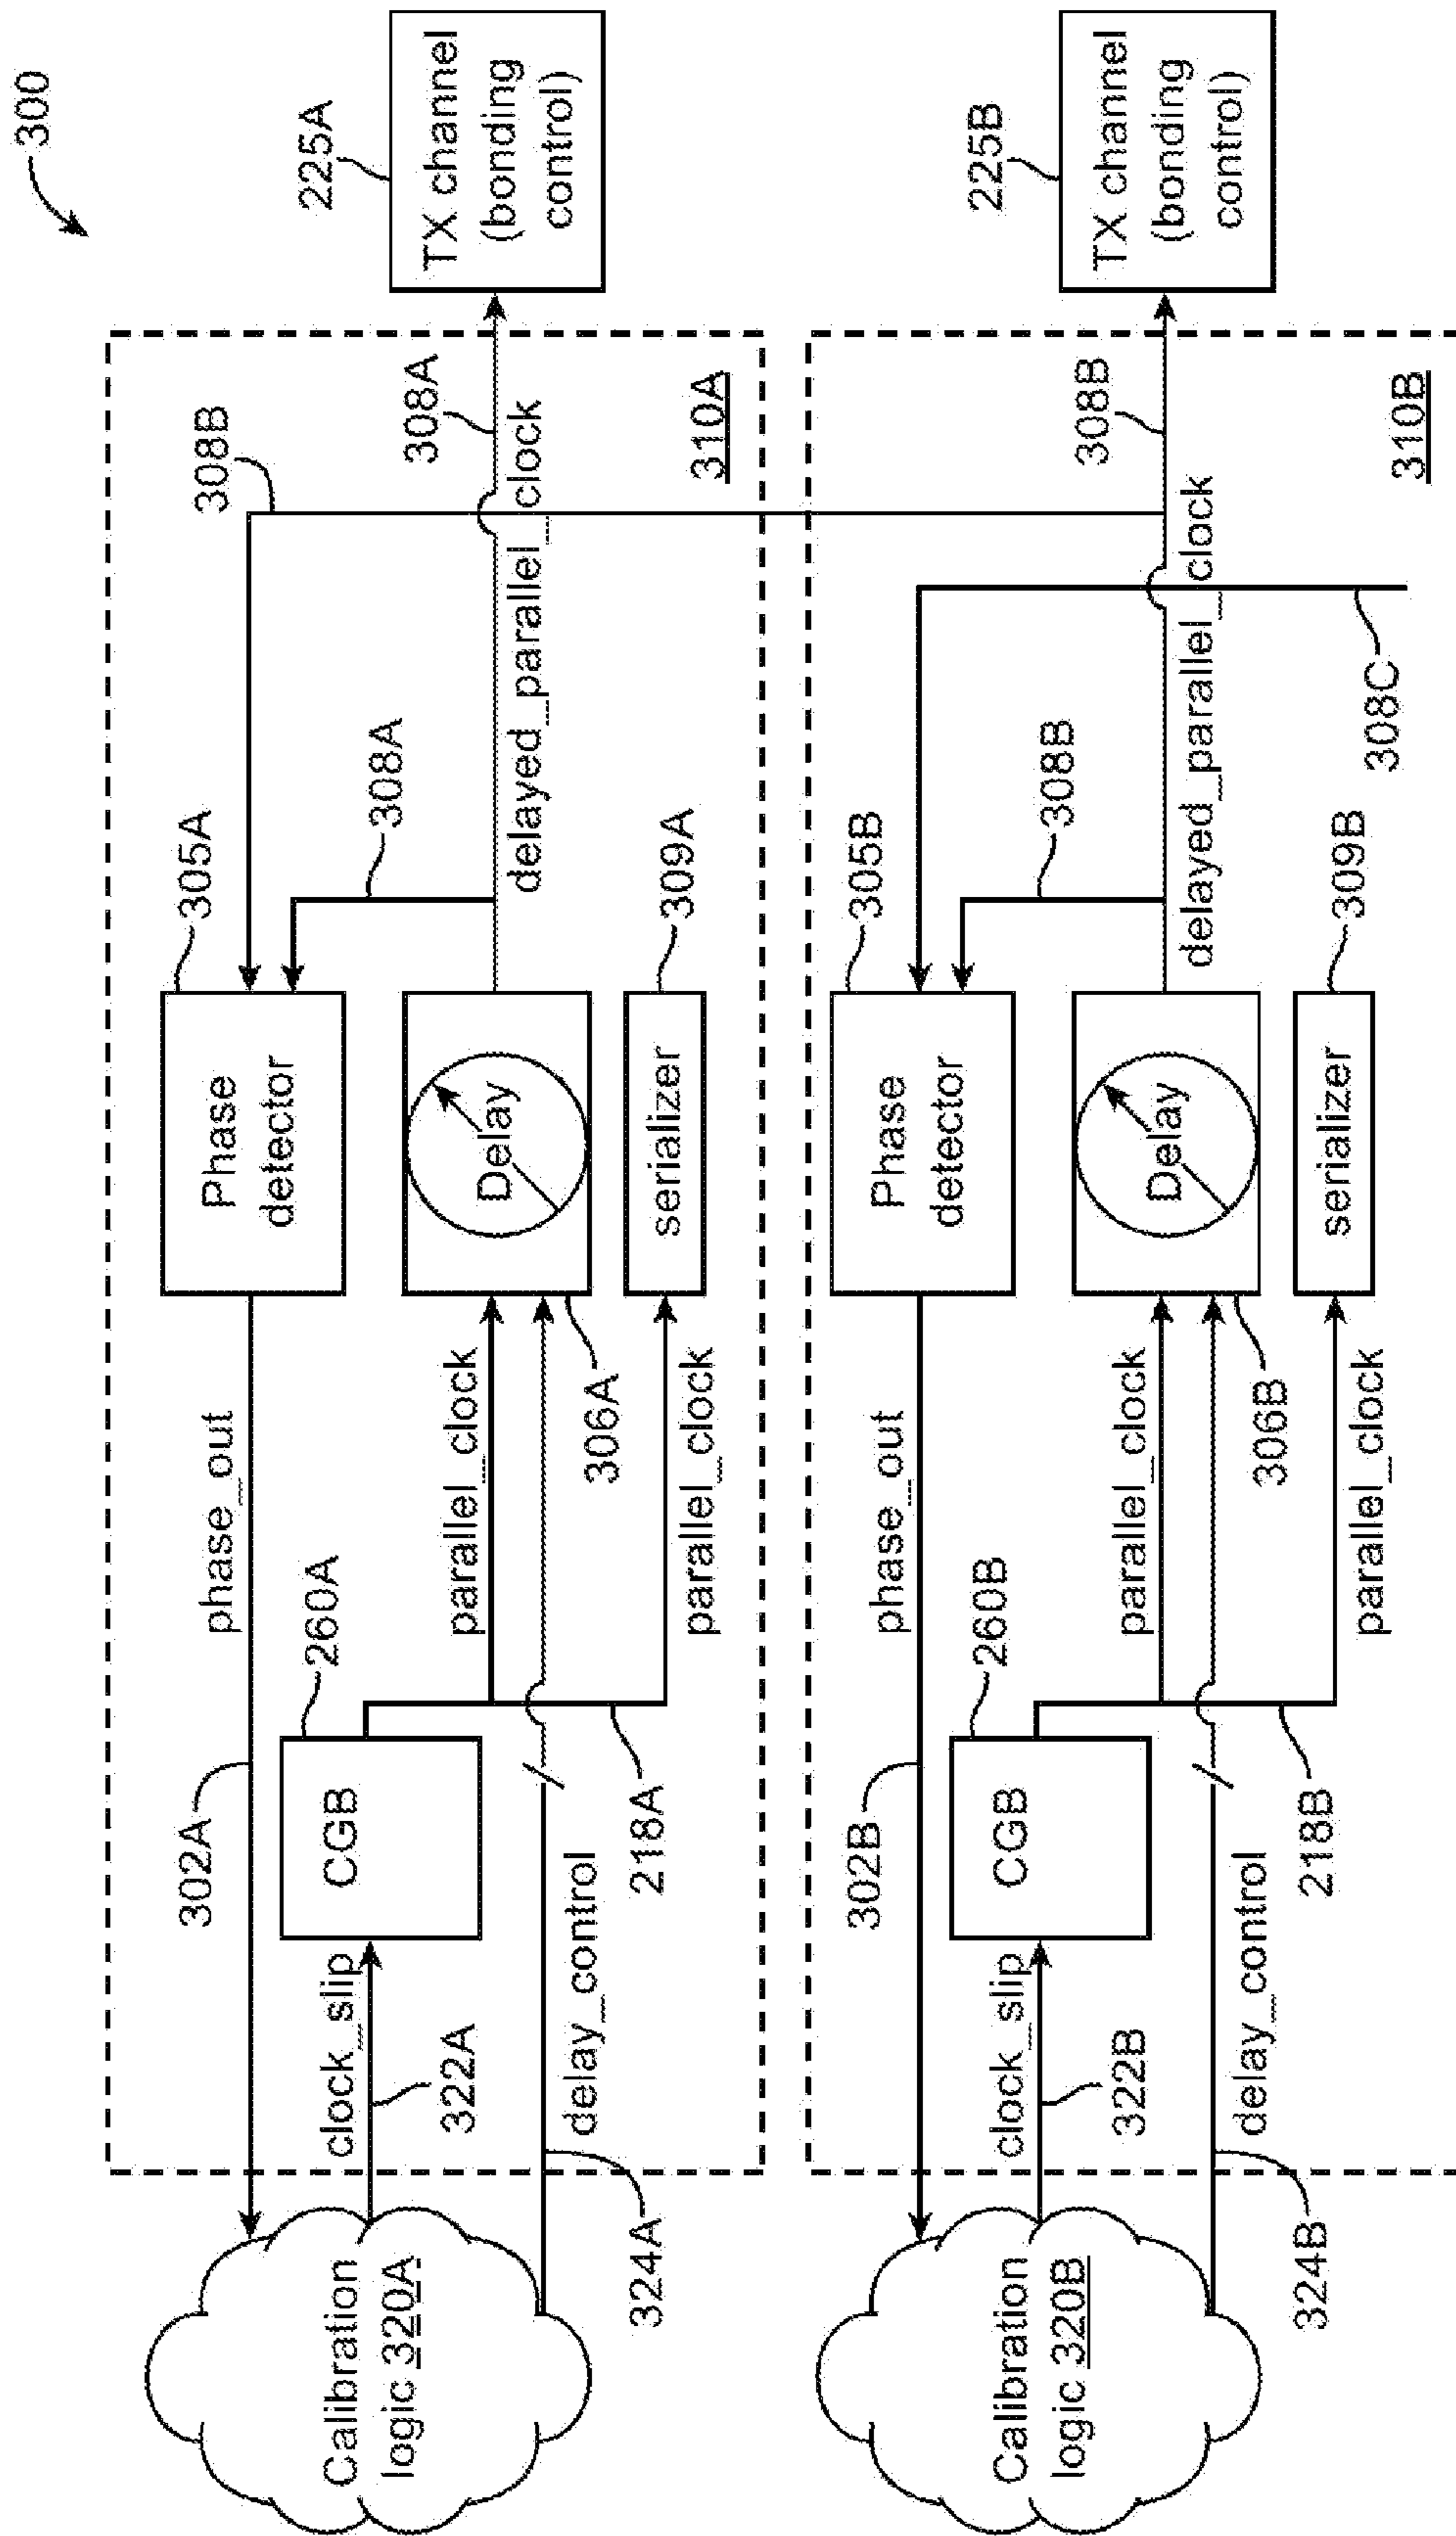 300
225A
TX channel
(bonding
control)
308B
308A
310A
308A
delayed_parallel_clock
305A
Phase
detector
Delay
309A
serializer
302A
phase_out
260A
CGB
parallel_clock
306A
parallel_clock
218A
clock_slip
322A
delay_control
324A
Calibration
logic 320A
225B
TX channel
(bonding
control)
308B
310B
308B
308C
delayed_parallel_clock
305B
Phase
detector
Delay
309B
serializer
302B
phase_out
260B
CGB
parallel_clock
306B
parallel_clock
218B
clock_slip
322B
delay_control
324B
Calibration
logic 320B